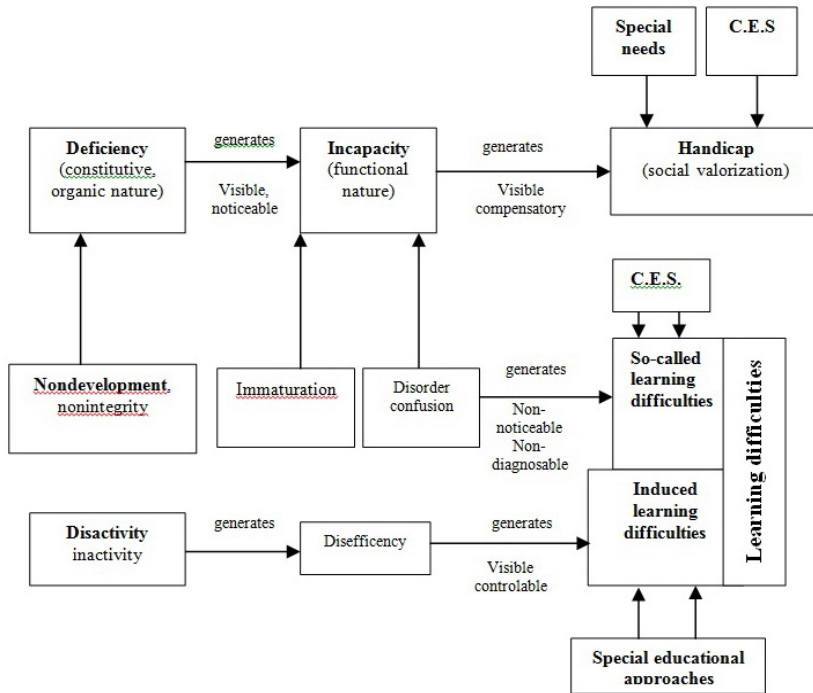 Special
needs
C.E.S
Deficiency
(constitutive,
organic nature)
generates
Visible,
noticeable
Incapacity
(functional
nature)
generates
Visible
compensatory
Handicap
(social valorization)
C.E.S.
Nondevelopment,
nonintegrity
Immaturation
Disorder
confusion
generates
Non-
noticeable
Non-
diagnosable
So-called
learning
difficulties
Learning difficulties
Disactivity
inactivity
generates
Disefficency
generates
Visible
controlable
Induced
learning
difficulties
Special educational
approaches